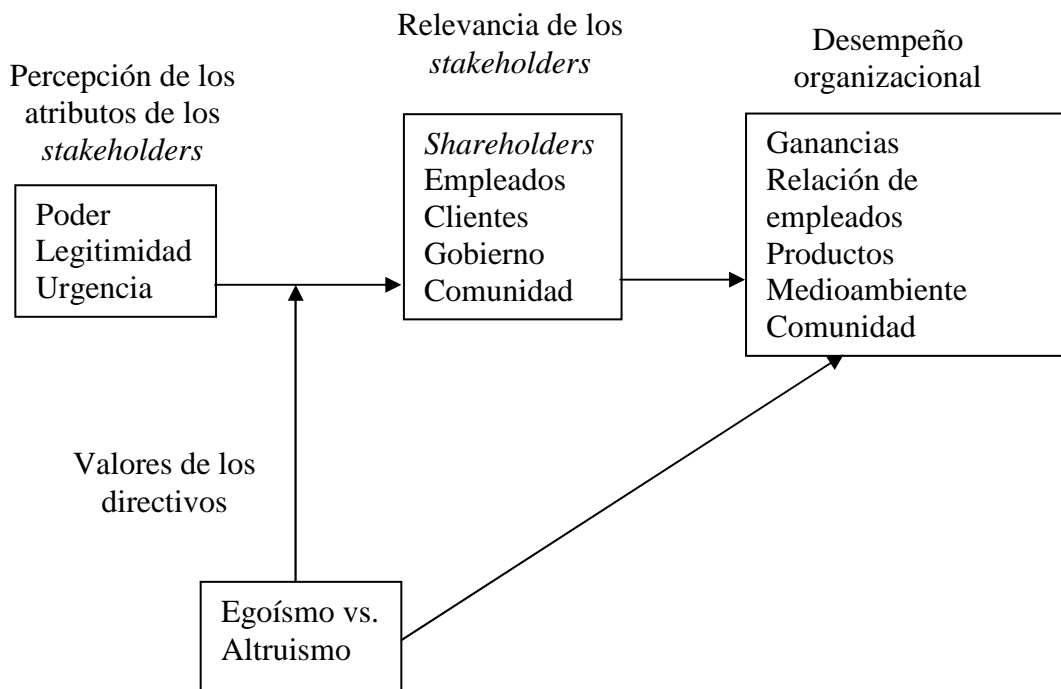 Percepción de los
atributos de los
stakeholders
Poder
Legitimidad
Urgencia
Relevancia de los
stakeholders
Shareholders
Empleados
Clientes
Gobierno
Comunidad
Desempeño
organizacional
Ganancias
Relación de
empleados
Productos
Medioambiente
Comunidad
Valores de los
directivos
Egoísmo vs.
Altruismo